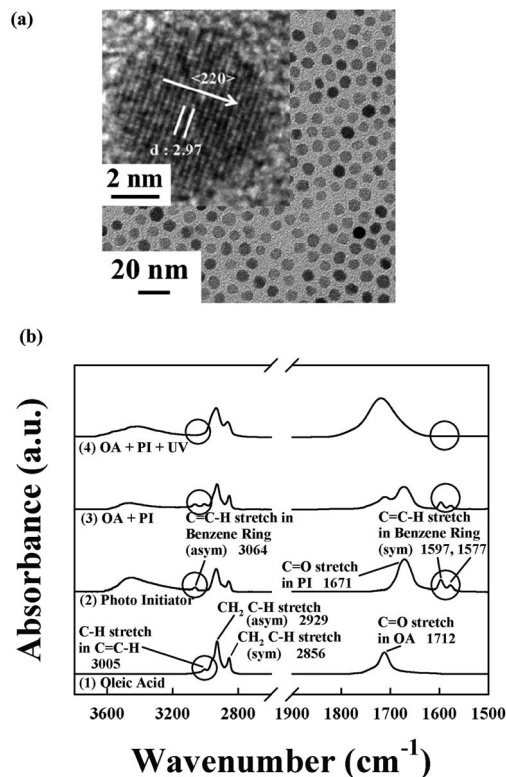 (a)
<220>
d : 2.97
2 nm
20 nm
(b)
Absorbance (a.u.)
(4) OA + PI + UV
(3) OA + PI
C=C-H stretch in
Benzene Ring
(asym) 3064
C=C-H stretch
in Benzene Ring
(sym) 1597, 1577
C=O stretch
in PI 1671
(2) Photo Initiator
CH2 C-H stretch
(asym) 2929
C-H stretch
in C=C-H
3005
CH2 C-H stretch
(sym) 2856
C=O stretch
in OA 1712
(1) Oleic Acid
3600 3200 2800 1900 1800 1700 1600 1500
Wavenumber (cm-1)